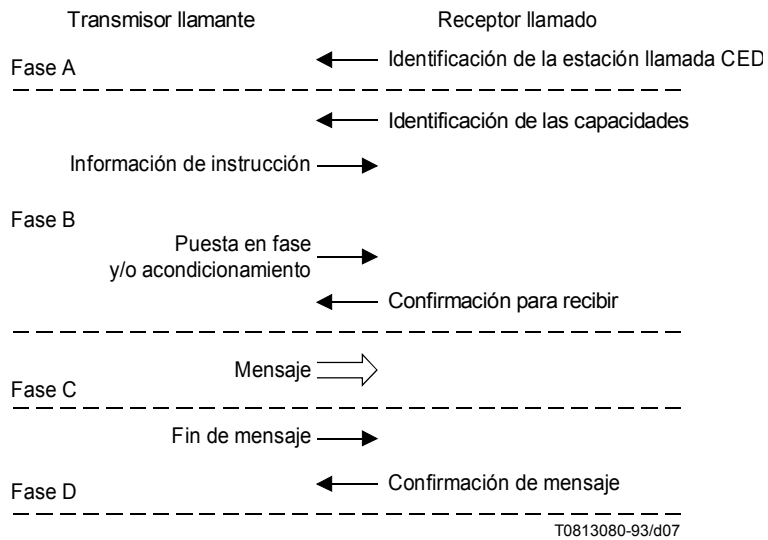 Transmisor llamante Receptor llamado
Identificación de la estación llamada CED
Fase A
Identificación de las capacidades
Información de instrucción
Fase B
Puesta en fase
y/o acondicionamiento
Confirmación para recibir
Mensaje
Fase C
Fin de mensaje
Confirmación de mensaje
Fase D
T0813080-93/d07